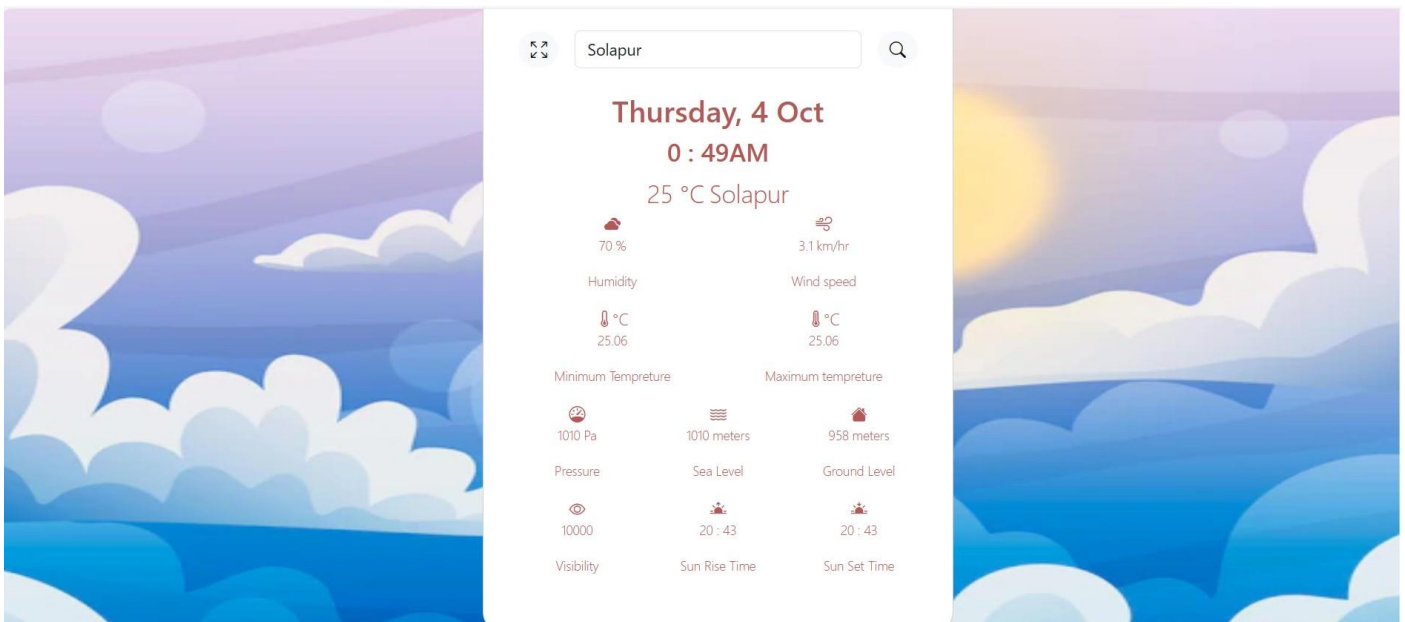 Solapur
Thursday, 4 Oct
0 : 49AM
25 °C Solapur
70 % 3.1 km/hr
Humidity Wind speed
°C °C
25.06 25.06
Minimum Tempreture Maximum tempreture
1010 Pa 1010 meters 958 meters
Pressure Sea Level Ground Level
10000 20 : 43 20 : 43
Visibility Sun Rise Time Sun Set Time